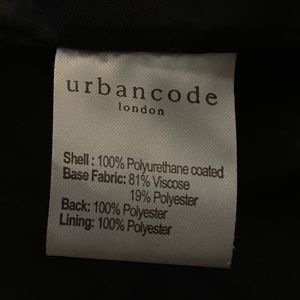 urbancode
london
Shell : 100% Polyurethane coated
Base Fabric: 81% Viscose
19% Polyester
Back: 100% Polyester
Lining: 100% Polyester